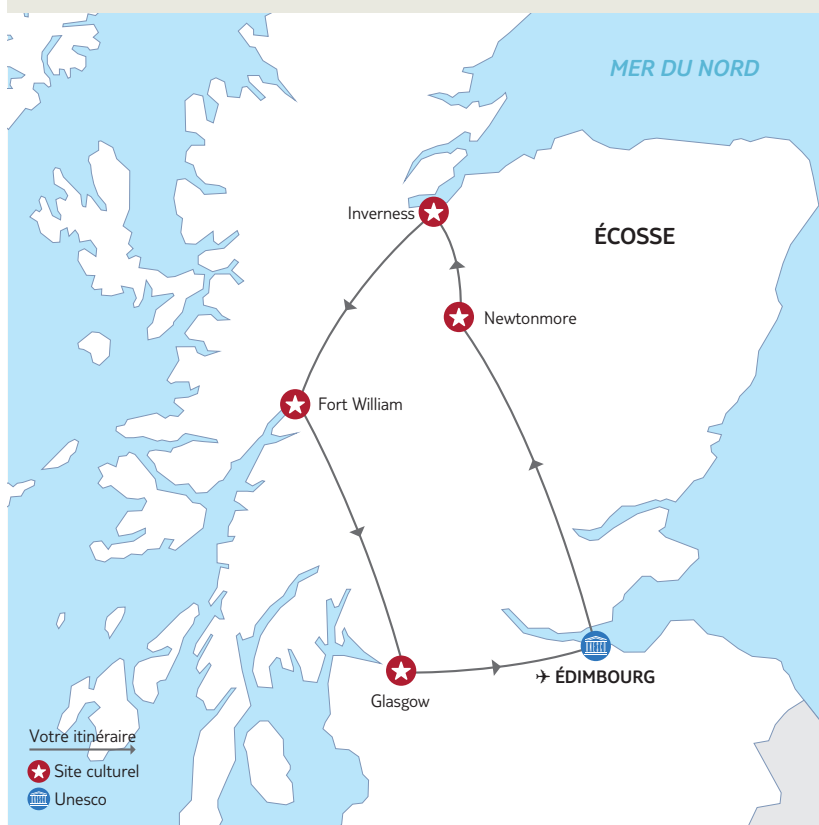 MER DU NORD
Inverness
ÉCOSSE
Newtonmore
Fort William
ÉDIMBOURG
Glasgow
Votre itinéraire
Site culturel
Unesco